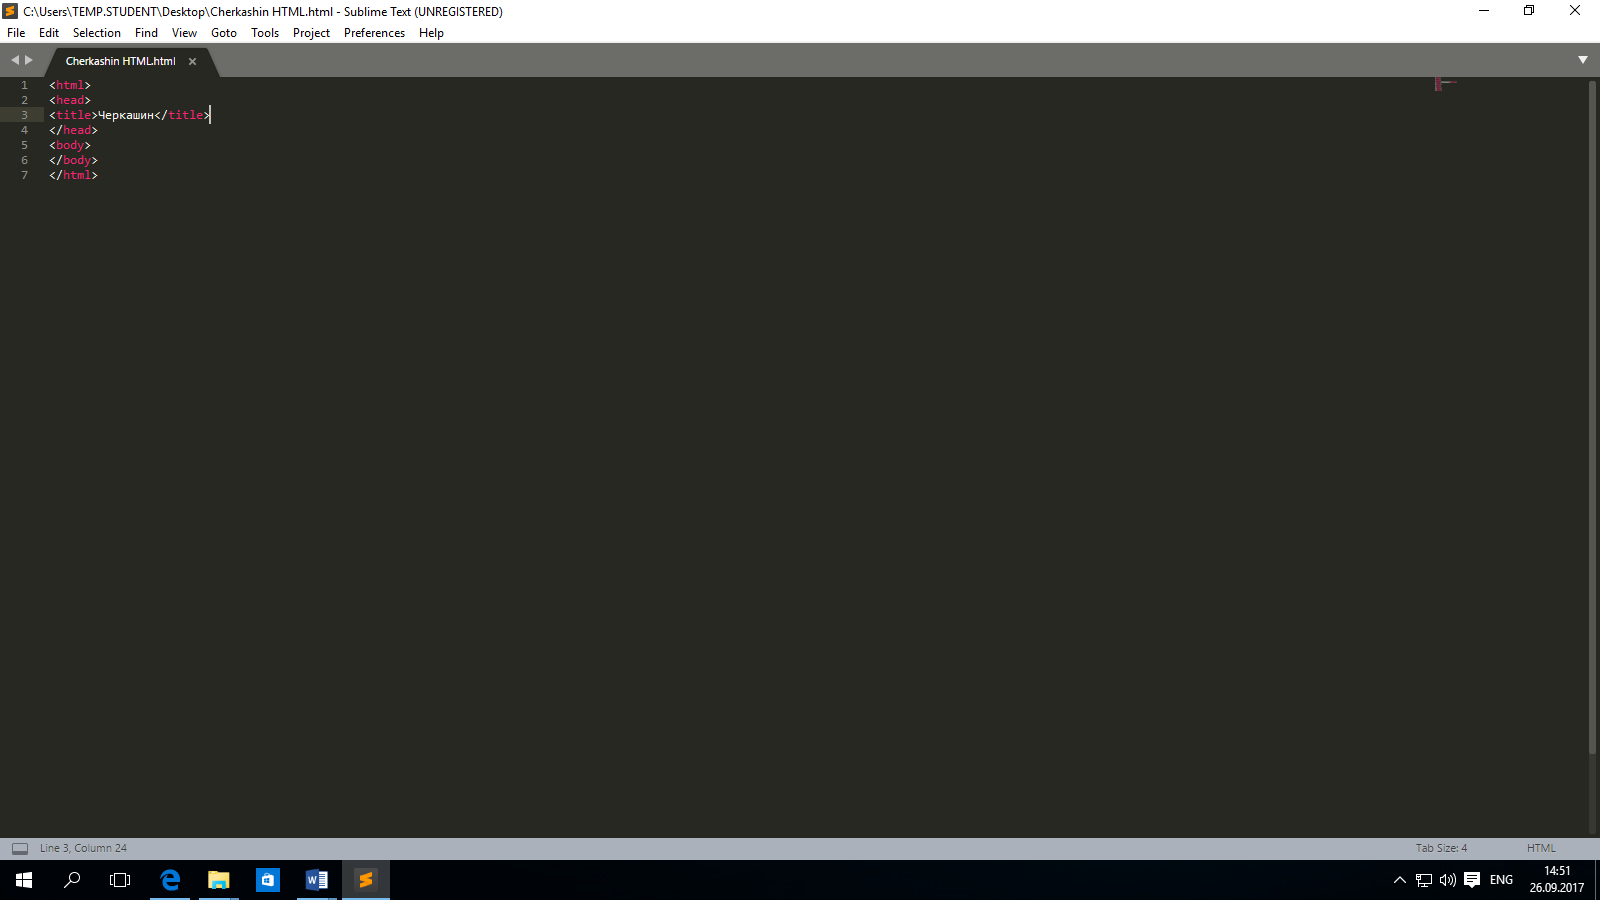 C:\Users\TEMP.STUDENT\Desktop\Cherkashin HTML.html - Sublime Text (UNREGISTERED)
File Edit Selection Find View Goto Tools Project Preferences Help
Cherkashin HTML.html
1 <html>
2 <head>
3 <title>Черкашин</title>
4 </head>
5 <body>
6 </body>
7 </html>
Line 3, Column 24 Tab Size: 4 HTML
ENG 14:51
26.09.2017